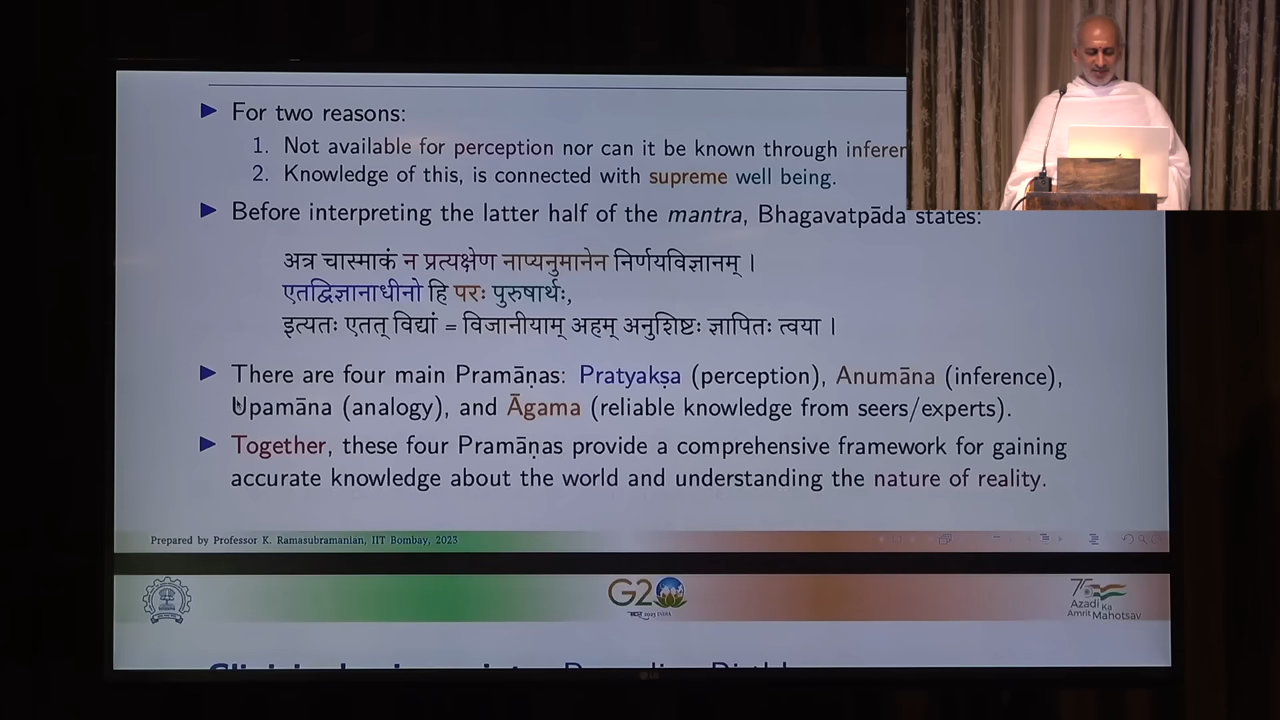 ▶ For two reasons:
1. Not available for perception nor can it be known through
2. Knowledge of this, is connected with supreme well being.
▶ Before interpreting the latter half of the mantra, Bhagavatpāda states:
अत्र चास्माकं न प्रत्यक्षेण नाप्यनुमानेन निर्णयविज्ञानम् ।
एतद्विज्ञानाधीनो हि परः पुरुषार्थः,
इत्यतः एतत् विद्यां = विजानीयाम् अहम् अनुशिष्टः ज्ञापितः त्वया ।
▶ There are four main Pramāṇas: Pratyakṣa (perception), Anumāna (inference),
Upamāna (analogy), and Āgama (reliable knowledge from seers/experts).
▶ Together, these four Pramāṇas provide a comprehensive framework for gaining
accurate knowledge about the world and understanding the nature of reality.
Prepared by Professor K. Ramasubramanian, IIT Bombay, 2023
G20
75
Azadi Ka
Amrit Mahotsav
LG